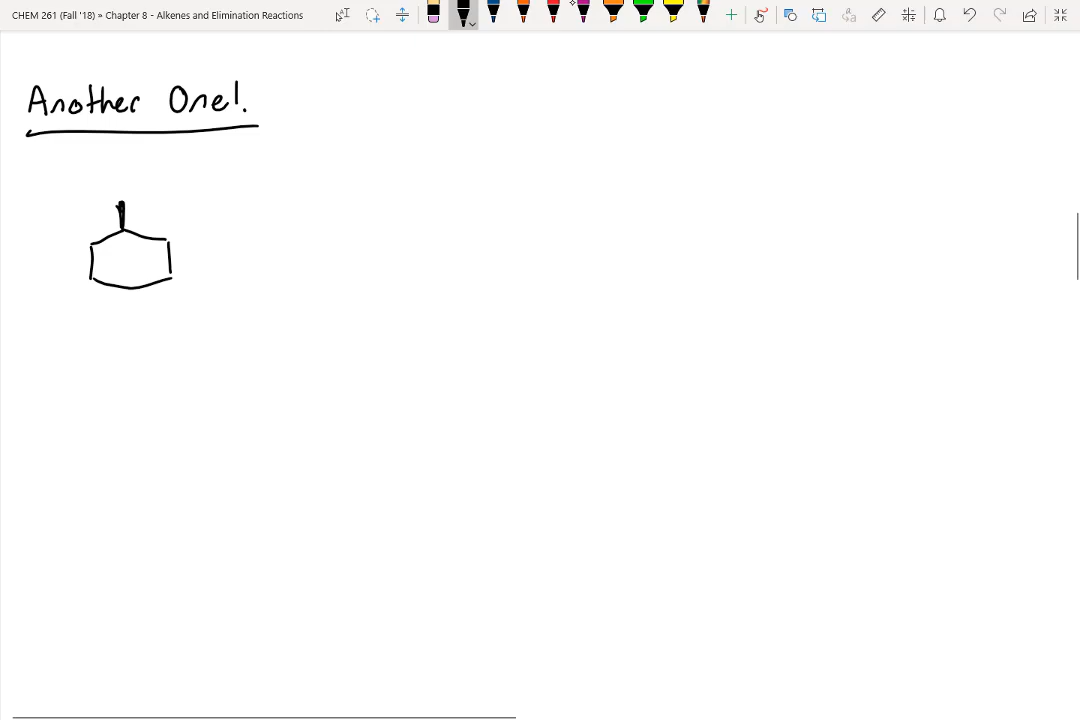 CHEM 261 (Fall '18) » Chapter 8 - Alkenes and Elimination Reactions
Another One!.